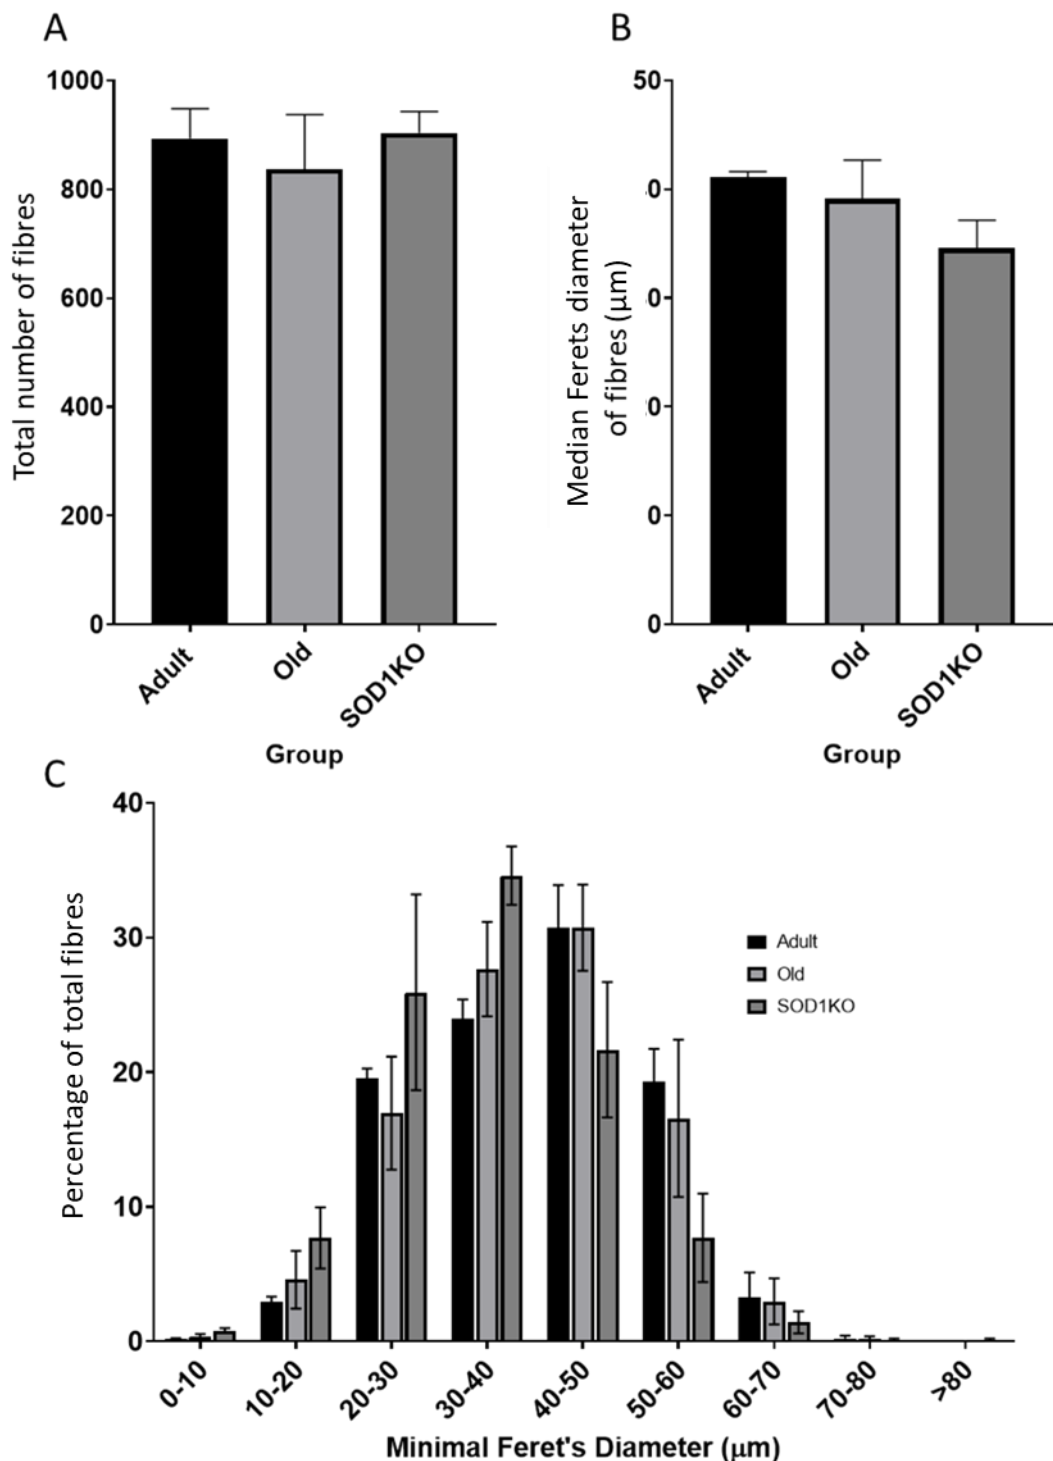 A
B
Total number of fibres
1000
800
600
400
200
0
Adult
Old
SOD1KO
Group
Median Ferets diameter
of fibres (μm)
50
0
0
0
0
0
Adult
Old
SOD1KO
Group
C
Percentage of total fibres
40
30
20
10
0
Adult
Old
SOD1KO
0-10
10-20
20-30
30-40
40-50
50-60
60-70
70-80
>80
Minimal Feret's Diameter (μm)